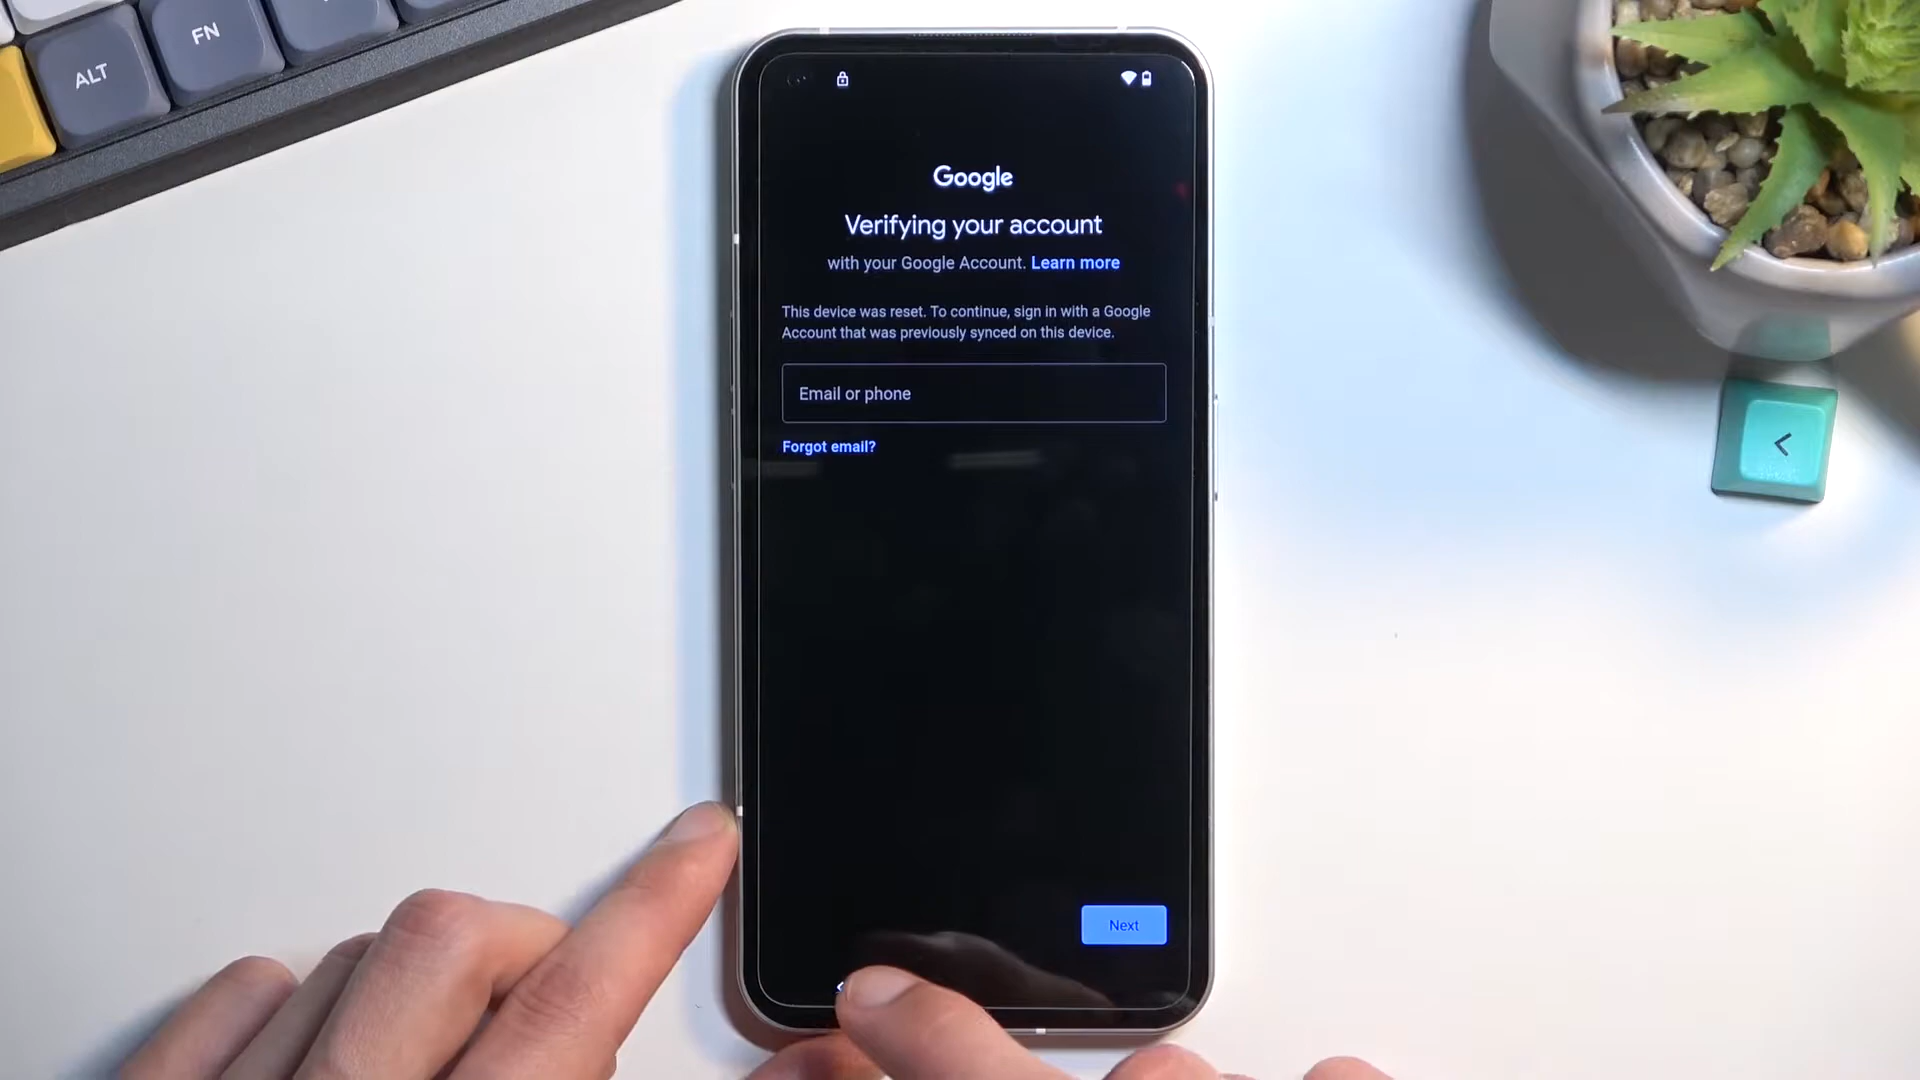 ALT
FN
Google
Verifying your account
with your Google Account. Learn more
This device was reset. To continue, sign in with a Google
Account that was previously synced on this device.
Email or phone
Forgot email?
<
Next